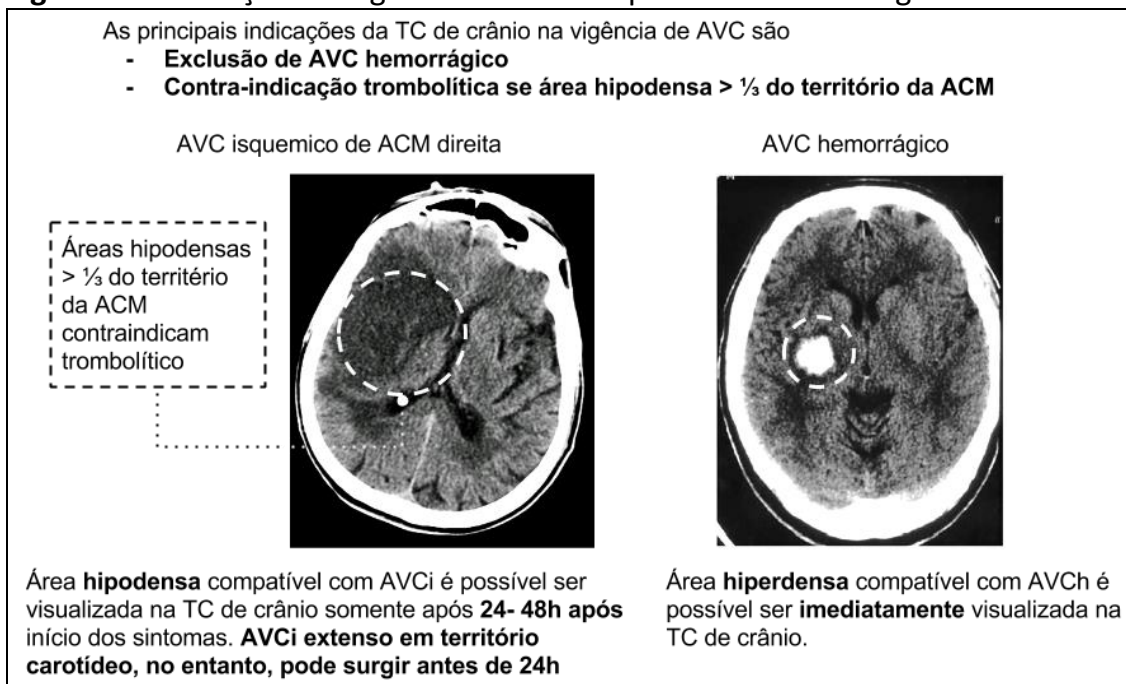 As principais indicações da TC de crânio na vigência de AVC são
- Exclusão de AVC hemorrágico
- Contra-indicação trombolítica se área hipodensa > ⅓ do território da ACM
AVC isquemico de ACM direita
AVC hemorrágico
Áreas hipodensas
> ⅓ do território
da ACM
contraindicam
trombolítico
Área hipodensa compatível com AVCi é possível ser
visualizada na TC de crânio somente após 24- 48h após
início dos sintomas. AVCi extenso em território
carotídeo, no entanto, pode surgir antes de 24h
Área hiperdensa compatível com AVCh é
possível ser imediatamente visualizada na
TC de crânio.